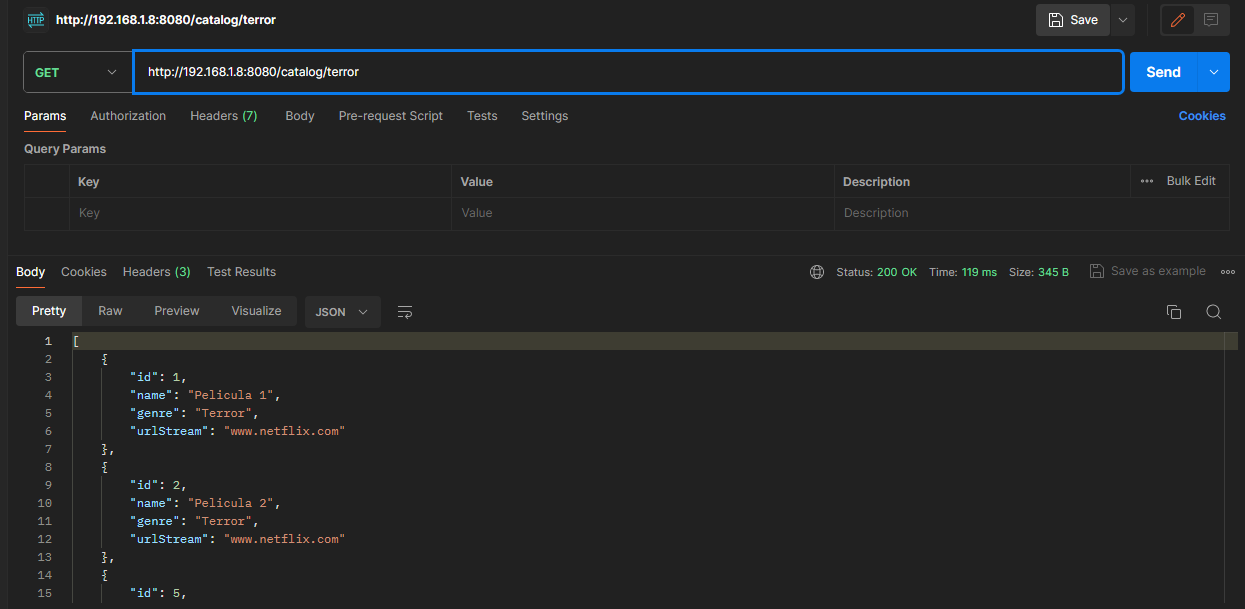 HTTP http://192.168.1.8:8080/catalog/terror Save
GET http://192.168.1.8:8080/catalog/terror Send
Params Authorization Headers (7) Body Pre-request Script Tests Settings Cookies
Query Params
Key Value Description ••• Bulk Edit
Key Value Description
Body Cookies Headers (3) Test Results Status: 200 OK Time: 119 ms Size: 345 B Save as example
Pretty Raw Preview Visualize JSON
1 [
2 {
3 "id": 1,
4 "name": "Pelicula 1",
5 "genre": "Terror",
6 "urlStream": "www.netflix.com"
7 },
8 {
9 "id": 2,
10 "name": "Pelicula 2",
11 "genre": "Terror",
12 "urlStream": "www.netflix.com"
13 },
14 {
15 "id": 5,